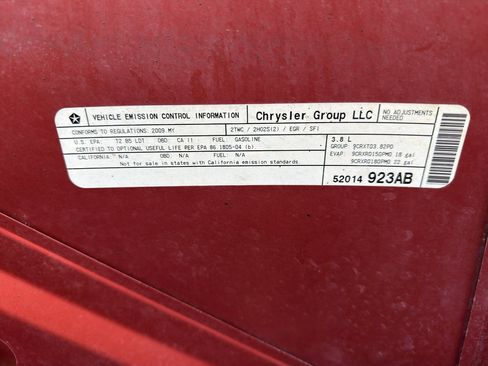 VEHICLE EMISSION CONTROL INFORMATION Chrysler Group LLC NO ADJUSTMENTS NEEDED
CONFORMS TO REGULATIONS: 2009 MY 2TWC / 2HO2S(2) / EGR / SFI
U.S. EPA: T2 B5 LDT OBD: CA II FUEL: GASOLINE 3.8 L
CERTIFIED TO OPTIONAL USEFUL LIFE PER EPA 86.1805-04 (b) GROUP: 9CRXT03.82P0
CALIFORNIA: N/A OBD: N/A FUEL: N/A EVAP: 9CRXR0150PM0 18 gal
Not for sale in states with California emission standards 9CRXR0180PM0 22 gal
52014 923AB